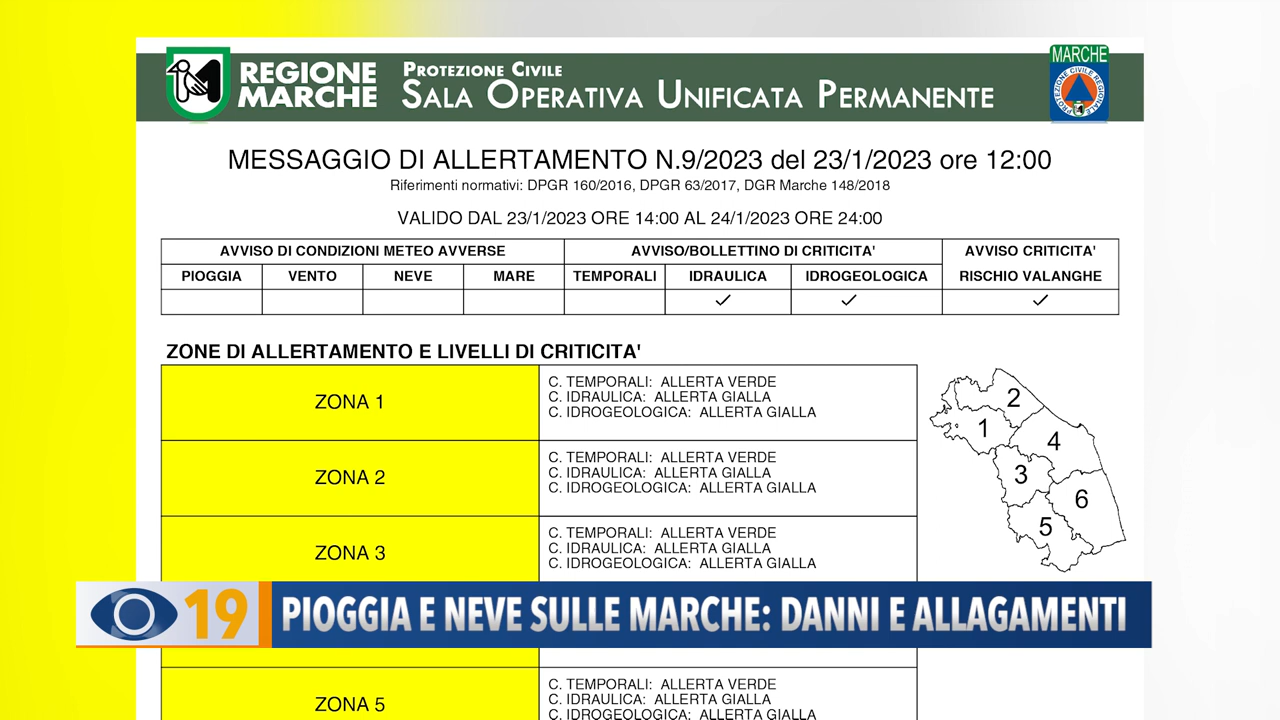 REGIONE
MARCHE
PROTEZIONE CIVILE
SALA OPERATIVA UNIFICATA PERMANENTE
MARCHE
PROTEZIONE CIVILE REGIONALE
MESSAGGIO DI ALLERTAMENTO N.9/2023 del 23/1/2023 ore 12:00
Riferimenti normativi: DPGR 160/2016, DPGR 63/2017, DGR Marche 148/2018
VALIDO DAL 23/1/2023 ORE 14:00 AL 24/1/2023 ORE 24:00
AVVISO DI CONDIZIONI METEO AVVERSE AVVISO/BOLLETTINO DI CRITICITA' AVVISO CRITICITA'
PIOGGIA VENTO NEVE MARE TEMPORALI IDRAULICA IDROGEOLOGICA RISCHIO VALANGHE
✓ ✓ ✓
ZONE DI ALLERTAMENTO E LIVELLI DI CRITICITA'
ZONA 1
C. TEMPORALI: ALLERTA VERDE
C. IDRAULICA: ALLERTA GIALLA
C. IDROGEOLOGICA: ALLERTA GIALLA
ZONA 2
C. TEMPORALI: ALLERTA VERDE
C. IDRAULICA: ALLERTA GIALLA
C. IDROGEOLOGICA: ALLERTA GIALLA
ZONA 3
C. TEMPORALI: ALLERTA VERDE
C. IDRAULICA: ALLERTA GIALLA
C. IDROGEOLOGICA: ALLERTA GIALLA
2
1
4
3
6
5
19
PIOGGIA E NEVE SULLE MARCHE: DANNI E ALLAGAMENTI
ZONA 5
C. TEMPORALI: ALLERTA VERDE
C. IDRAULICA: ALLERTA GIALLA
C. IDROGEOLOGICA: ALLERTA GIALLA